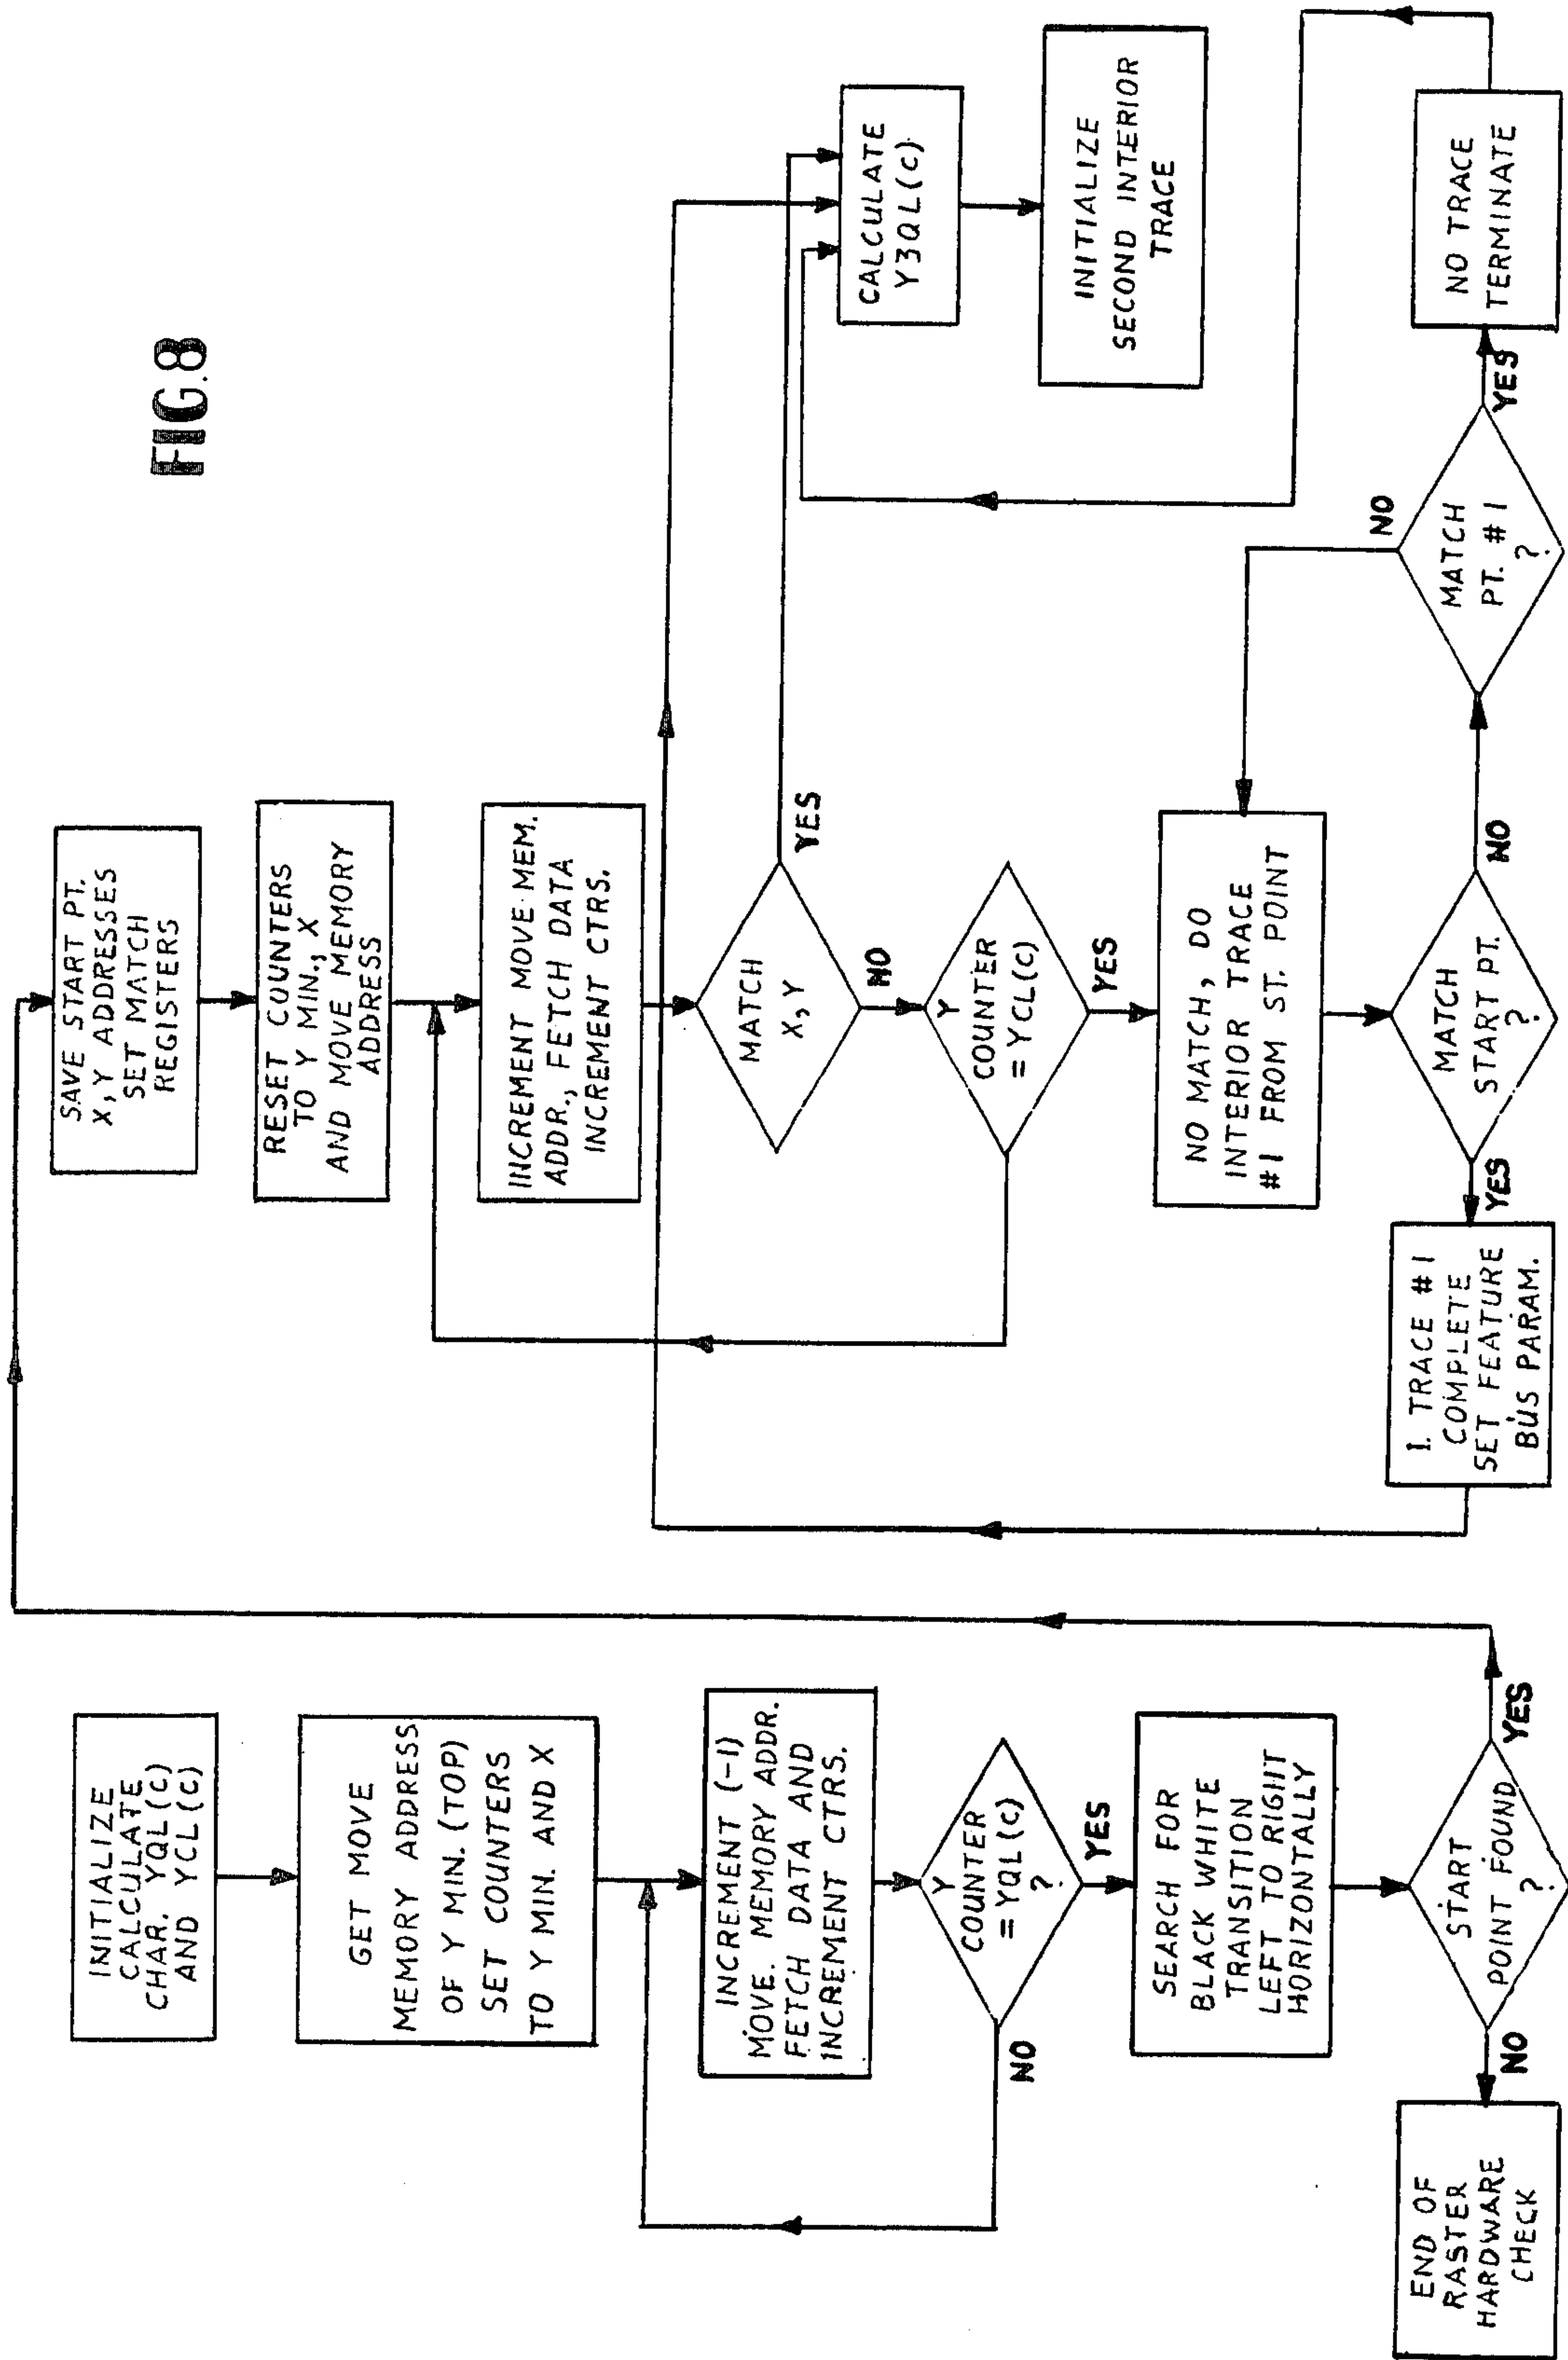 FIG.8
INITIALIZE
CALCULATE
CHAR. YQL(C)
AND YCL(C)
GET MOVE
MEMORY ADDRESS
OF Y MIN. (TOP)
SET COUNTERS
TO Y MIN. AND X
INCREMENT (-1)
MOVE. MEMORY ADDR.
FETCH DATA AND
INCREMENT CTRS.
Y
COUNTER
= YQL(C)
?
NO
YES
SEARCH FOR
BLACK WHITE
TRANSITION
LEFT TO RIGHT
HORIZONTALLY
START
POINT FOUND
?
NO
YES
END OF
RASTER
HARDWARE
CHECK
SAVE START PT.
X,Y ADDRESSES
SET MATCH
REGISTERS
RESET COUNTERS
TO Y MIN., X
AND MOVE MEMORY
ADDRESS
INCREMENT MOVE MEM.
ADDR., FETCH DATA
INCREMENT CTRS.
MATCH
X,Y
YES
NO
Y
COUNTER
= YCL(C)
YES
NO MATCH, DO
INTERIOR TRACE
#1 FROM ST. POINT
MATCH
START PT.
?
YES
NO
I. TRACE #1
COMPLETE
SET FEATURE
BUS PARAM.
MATCH
PT. #1
?
NO
YES
NO TRACE
TERMINATE
CALCULATE
Y3QL(C)
INITIALIZE
SECOND INTERIOR
TRACE